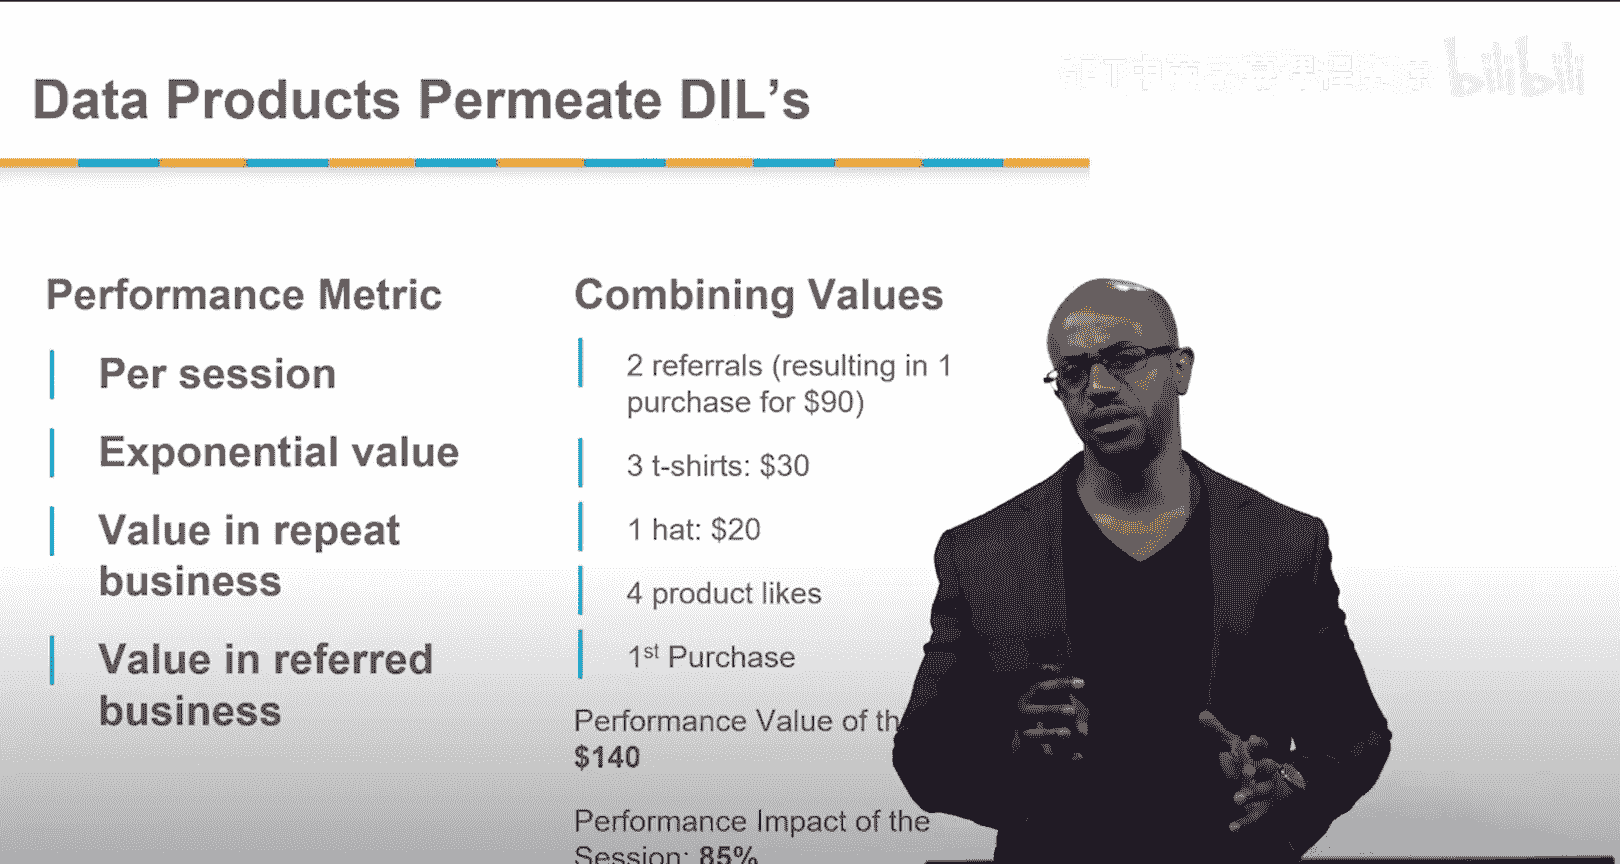 bilibili
Data Products Permeate DIL's
Performance Metric
Per session
Exponential value
Value in repeat
business
Value in referred
business
Combining Values
2 referrals (resulting in 1
purchase for $90)
3 t-shirts: $30
1 hat: $20
4 product likes
1st Purchase
Performance Value of
$140
Performance Impact of the
Session: 85%